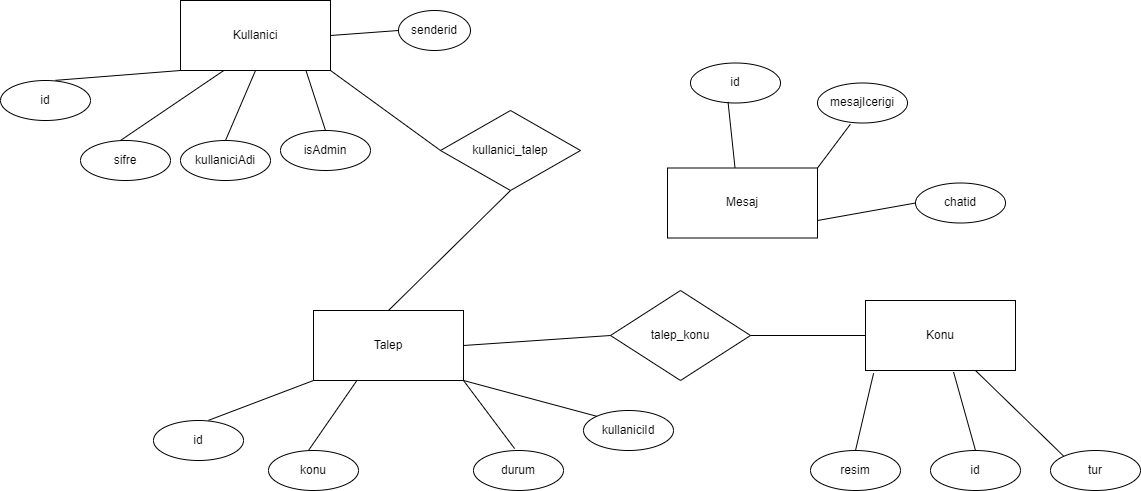 Kullanici
senderid
id
sifre
kullaniciAdi
isAdmin
kullanici_talep
id
mesajIcerigi
Mesaj
chatid
Talep
talep_konu
Konu
id
konu
durum
kullaniciId
resim
id
tur